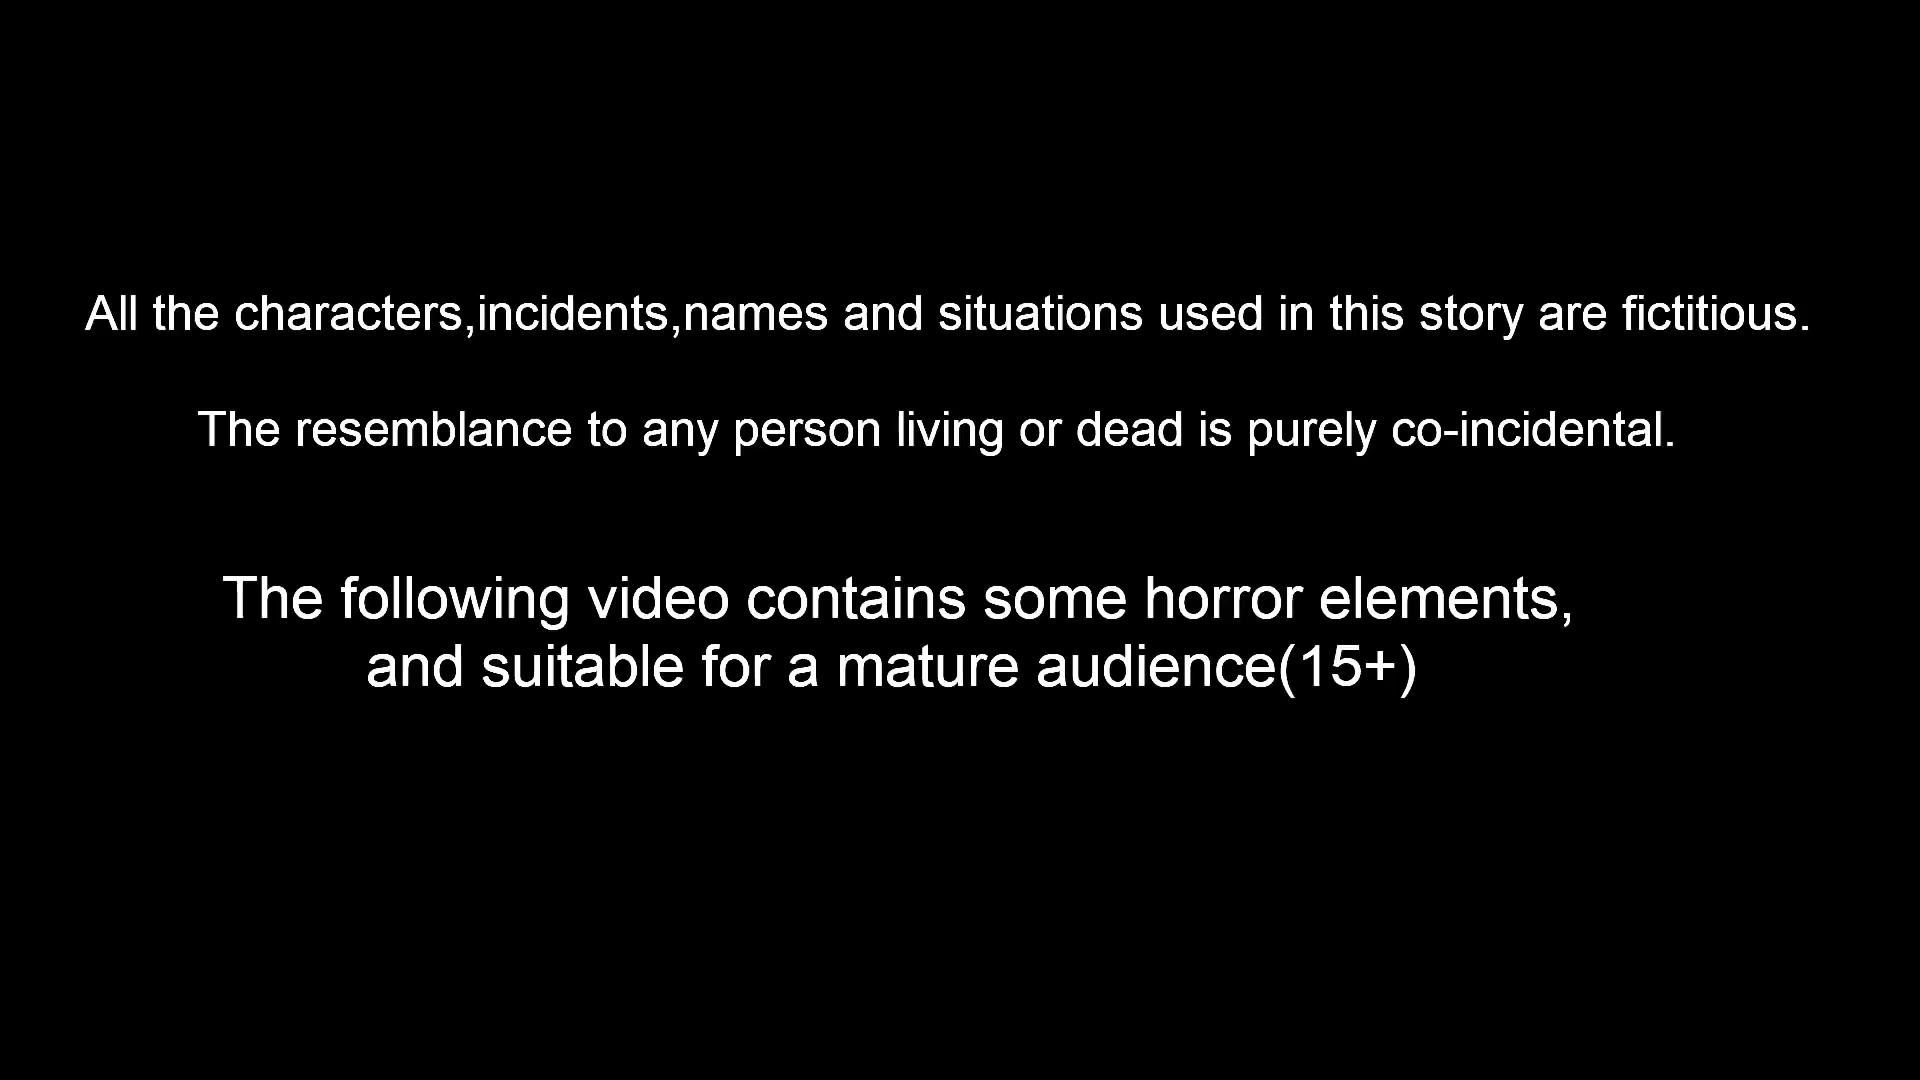 All the characters,incidents,names and situations used in this story are fictitious.
The resemblance to any person living or dead is purely co-incidental.
The following video contains some horror elements,
and suitable for a mature audience(15+)